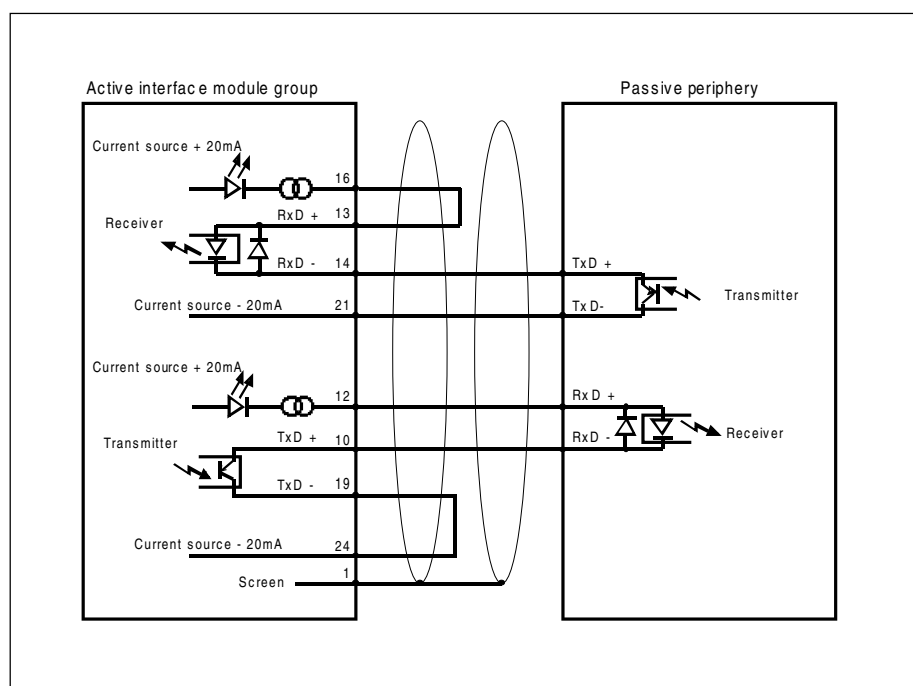 Active interface module group
Passive periphery
Current source + 20mA
16
RxD + 13
Receiver
RxD - 14
TxD +
Current source - 20mA 21
TxD-
Transmitter
Current source + 20mA
12
RxD +
TxD + 10
RxD -
Receiver
Transmitter
TxD - 19
Current source - 20mA 24
Screen 1